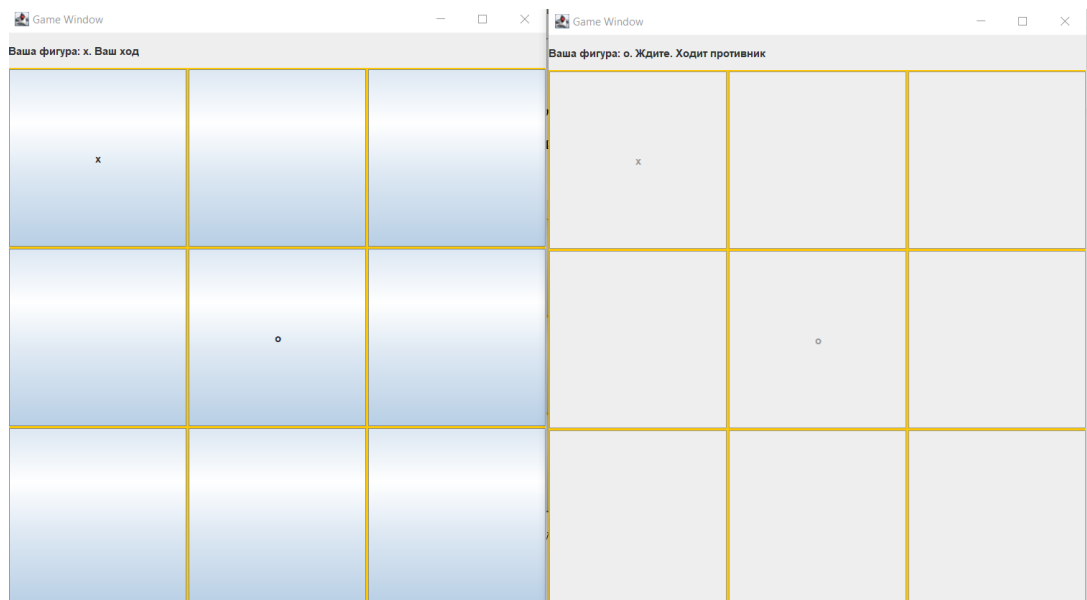 Game Window
Ваша фигура: х. Ваш ход
x
o
Game Window
Ваша фигура: о. Ждите. Ходит противник
x
o